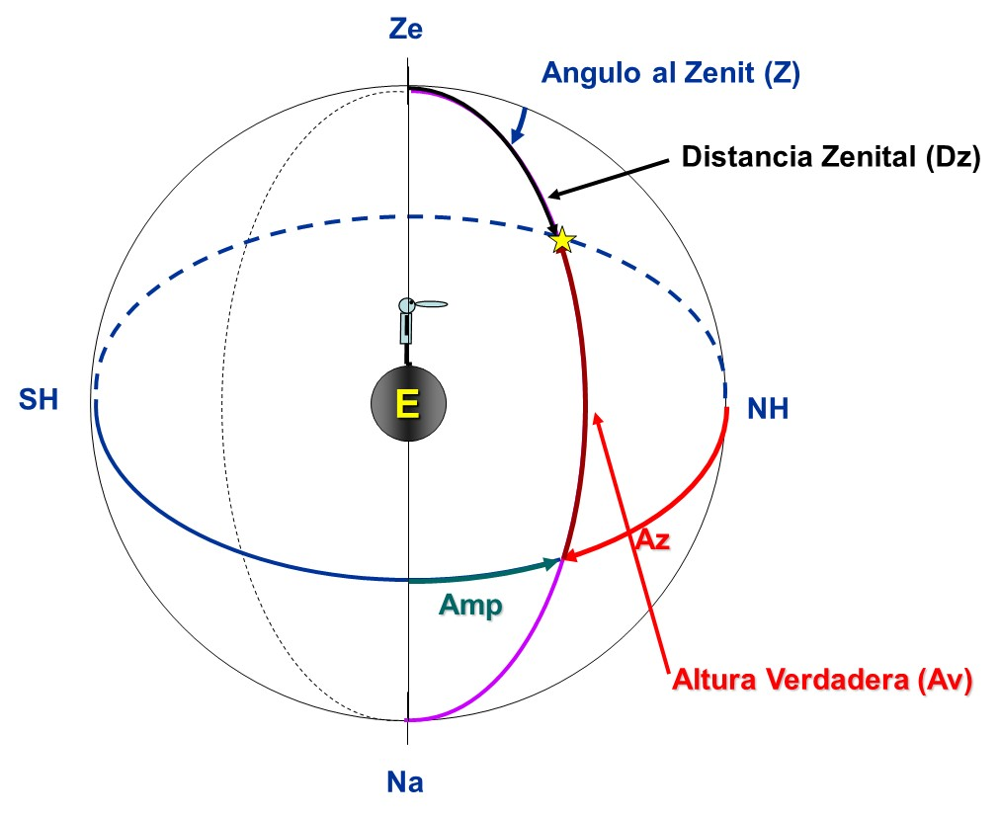 Ze
Angulo al Zenit (Z)
Distancia Zenital (Dz)
SH
E
NH
Az
Amp
Altura Verdadera (Av)
Na